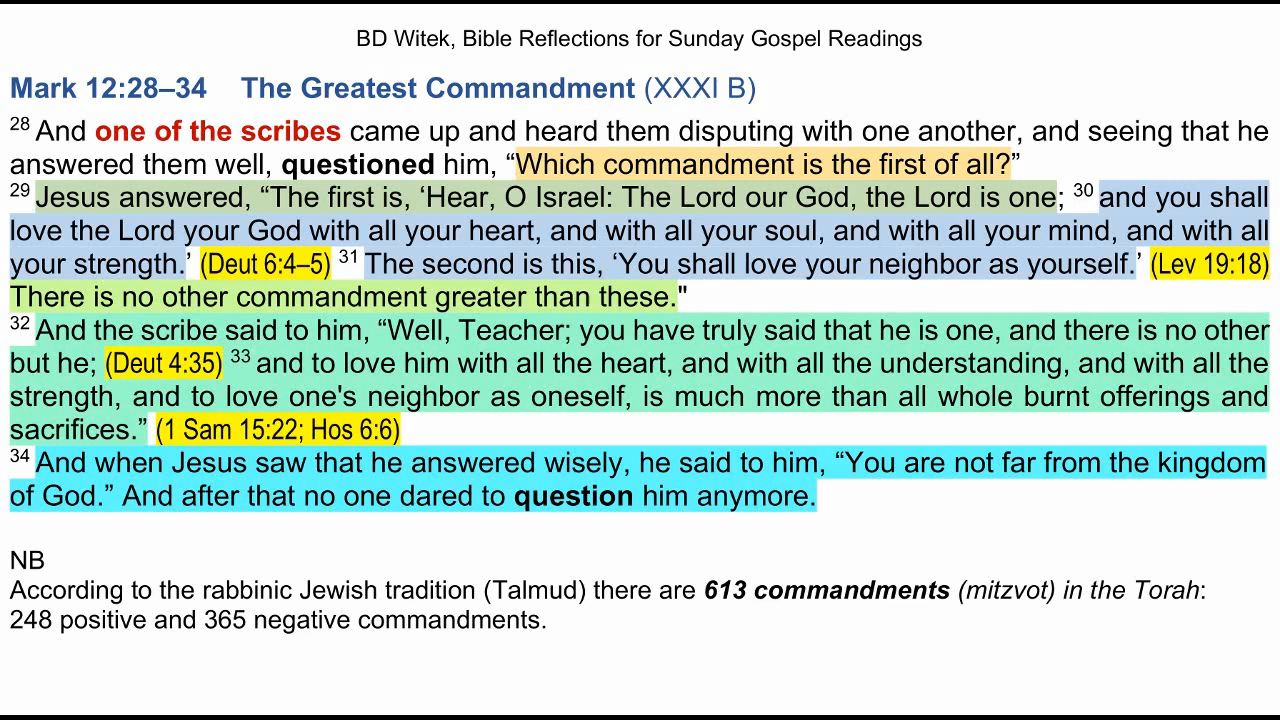 BD Witek, Bible Reflections for Sunday Gospel Readings
Mark 12:28–34 The Greatest Commandment (XXXI B)
28 And one of the scribes came up and heard them disputing with one another, and seeing that he
answered them well, questioned him, “Which commandment is the first of all?”
29 Jesus answered, “The first is, ‘Hear, O Israel: The Lord our God, the Lord is one; 30 and you shall
love the Lord your God with all your heart, and with all your soul, and with all your mind, and with all
your strength.’ (Deut 6:4–5) 31 The second is this, ‘You shall love your neighbor as yourself.’ (Lev 19:18)
There is no other commandment greater than these."
32 And the scribe said to him, “Well, Teacher; you have truly said that he is one, and there is no other
but he; (Deut 4:35) 33 and to love him with all the heart, and with all the understanding, and with all the
strength, and to love one's neighbor as oneself, is much more than all whole burnt offerings and
sacrifices.” (1 Sam 15:22; Hos 6:6)
34 And when Jesus saw that he answered wisely, he said to him, “You are not far from the kingdom
of God.” And after that no one dared to question him anymore.
NB
According to the rabbinic Jewish tradition (Talmud) there are 613 commandments (mitzvot) in the Torah:
248 positive and 365 negative commandments.